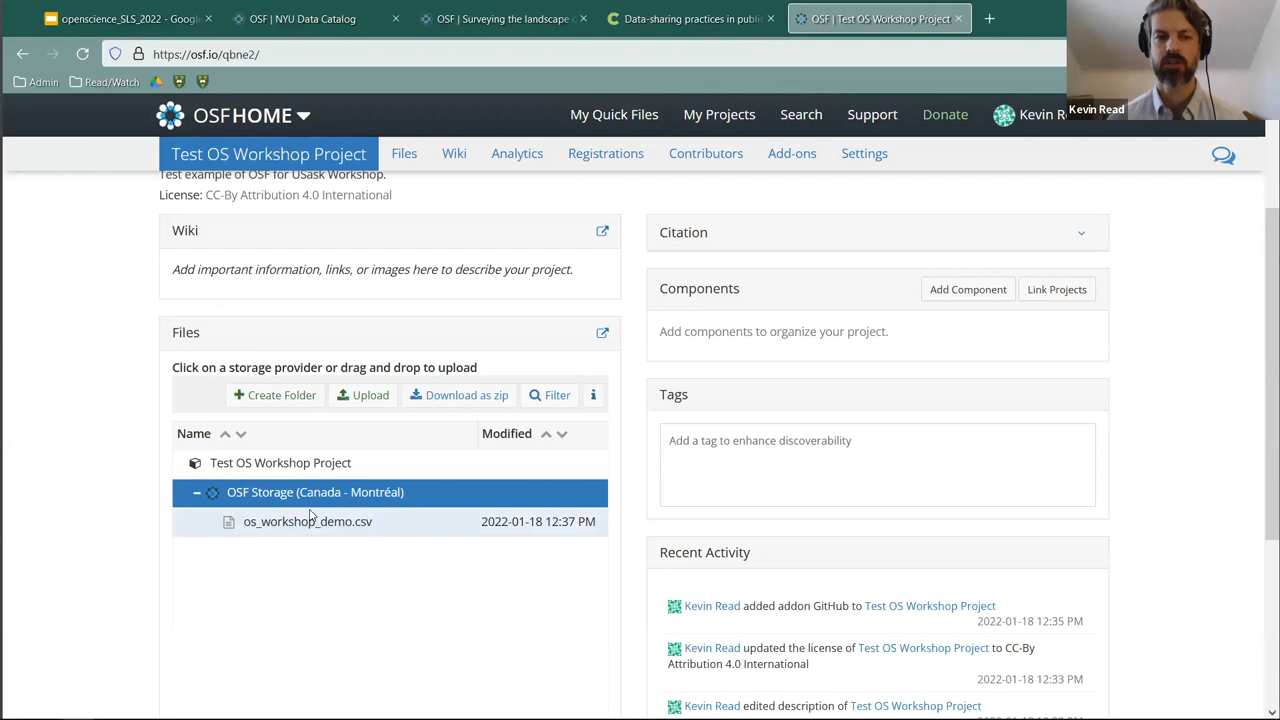 openscience_SLS_2022 - Google
OSF | NYU Data Catalog
OSF | Surveying the landscape
Data-sharing practices in public
OSF | Test OS Workshop Project
https://osf.io/qbne2/
Admin
Read/Watch
Kevin Read
OSFHOME
My Quick Files
My Projects
Search
Support
Donate
Kevin R
Test OS Workshop Project
Files
Wiki
Analytics
Registrations
Contributors
Add-ons
Settings
Test example of OSF for USask Workshop.
License: CC-By Attribution 4.0 International
Wiki
Add important information, links, or images here to describe your project.
Files
Click on a storage provider or drag and drop to upload
Create Folder
Upload
Download as zip
Filter
i
Name
Modified
Test OS Workshop Project
OSF Storage (Canada - Montréal)
os_workshop_demo.csv
2022-01-18 12:37 PM
Citation
Components
Add Component
Link Projects
Add components to organize your project.
Tags
Add a tag to enhance discoverability
Recent Activity
Kevin Read added addon GitHub to Test OS Workshop Project
2022-01-18 12:35 PM
Kevin Read updated the license of Test OS Workshop Project to CC-By
Attribution 4.0 International
2022-01-18 12:33 PM
Kevin Read edited description of Test OS Workshop Project